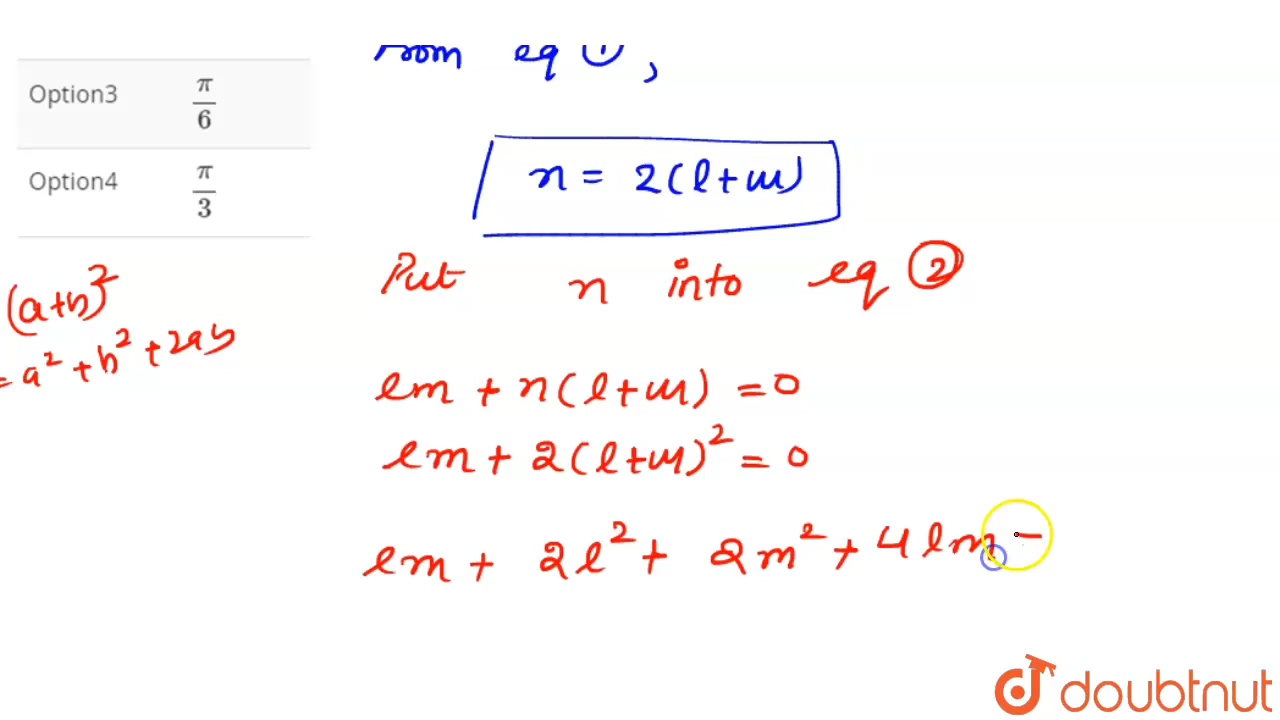 from eq ①,
Option3 π/6
n = 2(l+m)
Option4 π/3
Put n into eq ②
(a+b)²
= a² + b² + 2ab
lm + n(l+m) = 0
lm + 2(l+m)² = 0
lm + 2l² + 2m² + 4lm -
doubtnut